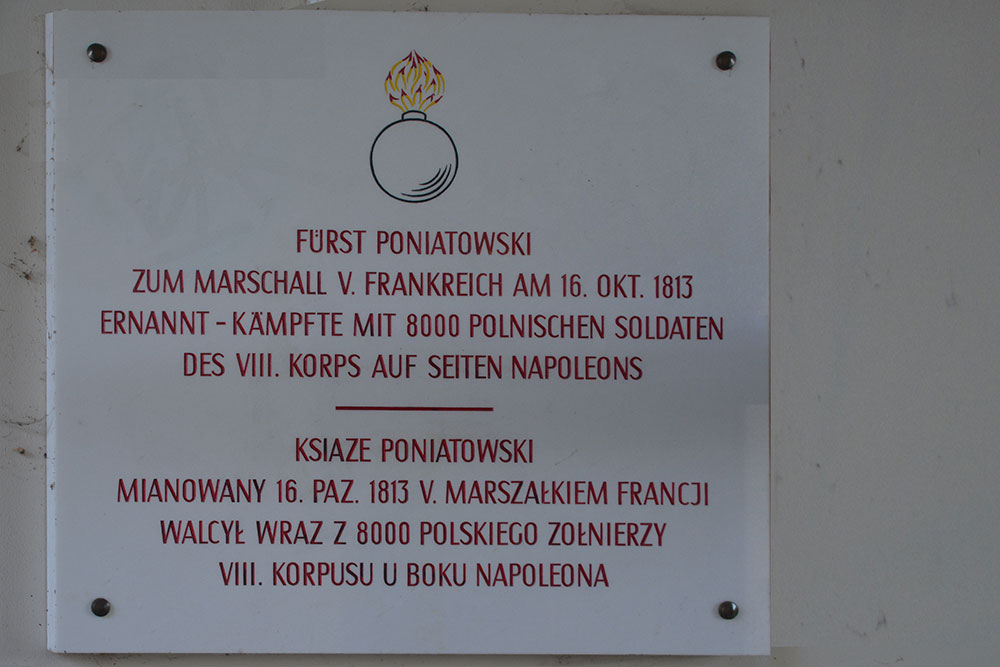 FÜRST PONIATOWSKI
ZUM MARSCHALL V. FRANKREICH AM 16. OKT. 1813
ERNANNT - KÄMPFTE MIT 8000 POLNISCHEN SOLDATEN
DES VIII. KORPS AUF SEITEN NAPOLEONS
KSIAZE PONIATOWSKI
MIANOWANY 16. PAZ. 1813 V. MARSZAŁKIEM FRANCJI
WALCYŁ WRAZ Z 8000 POLSKIEGO ZOŁNIERZY
VIII. KORPUSU U BOKU NAPOLEONA